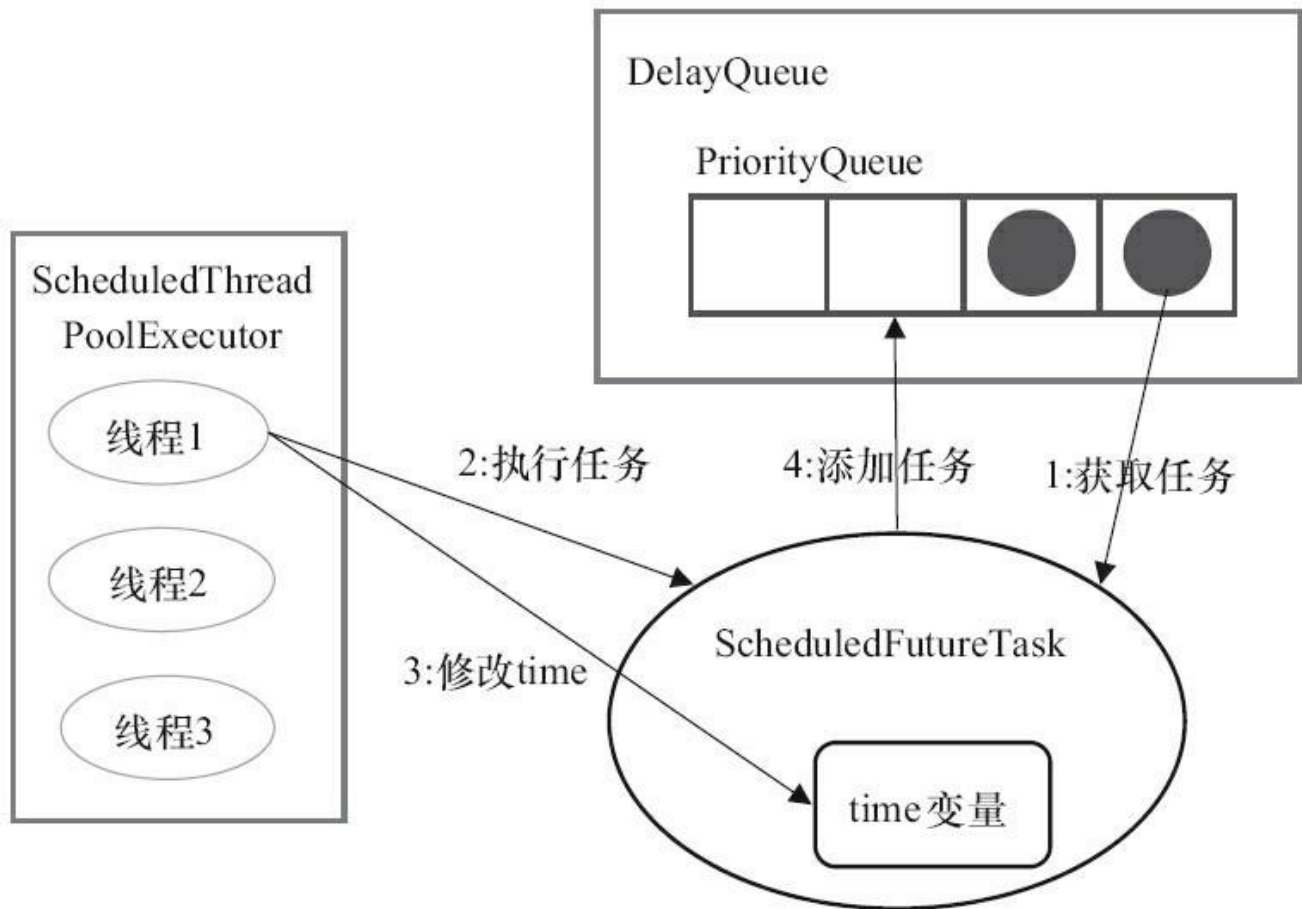 DelayQueue
PriorityQueue
ScheduledThread
PoolExecutor
线程1
线程2
线程3
2:执行任务
4:添加任务
1:获取任务
3:修改time
ScheduledFutureTask
time变量